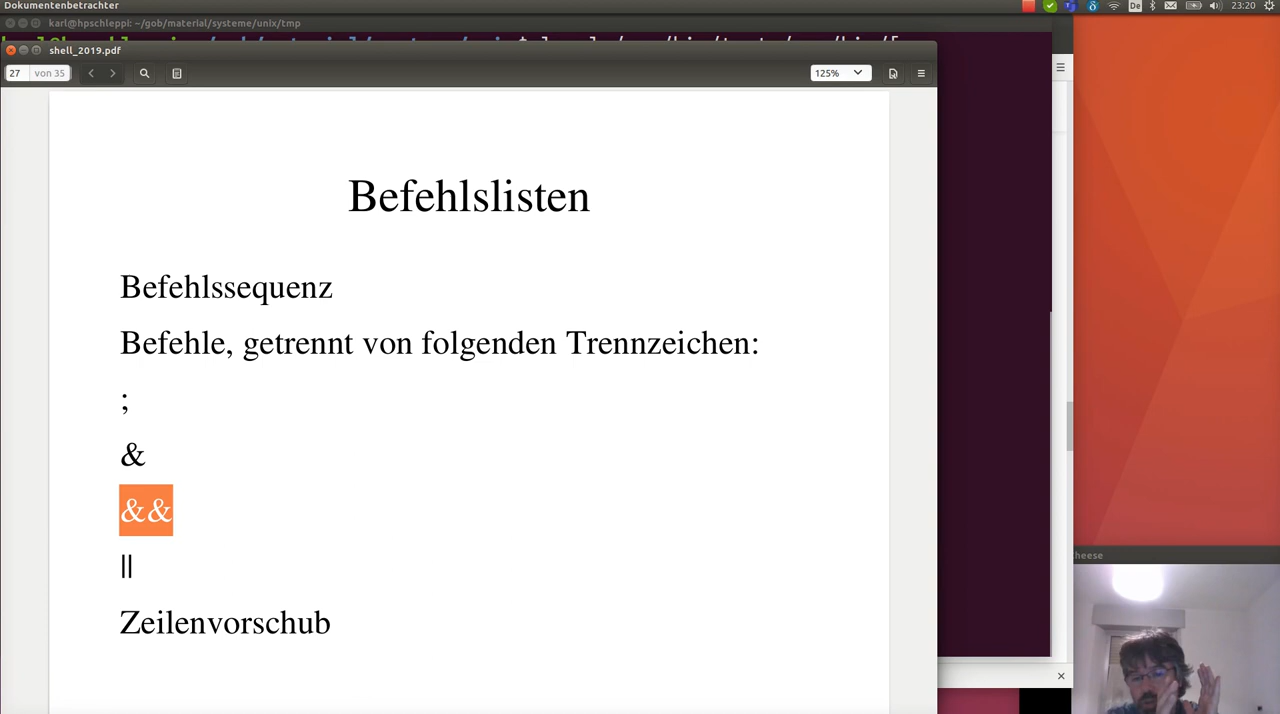 Dokumentenbetrachter
De
23:20
karl@hpschleppi: ~/gob/material/systeme/unix/tmp
shell_2019.pdf
27 von 35
125%
Befehlslisten
Befehlssequenz
Befehle, getrennt von folgenden Trennzeichen:
;
&
&&
||
Zeilenvorschub
heese